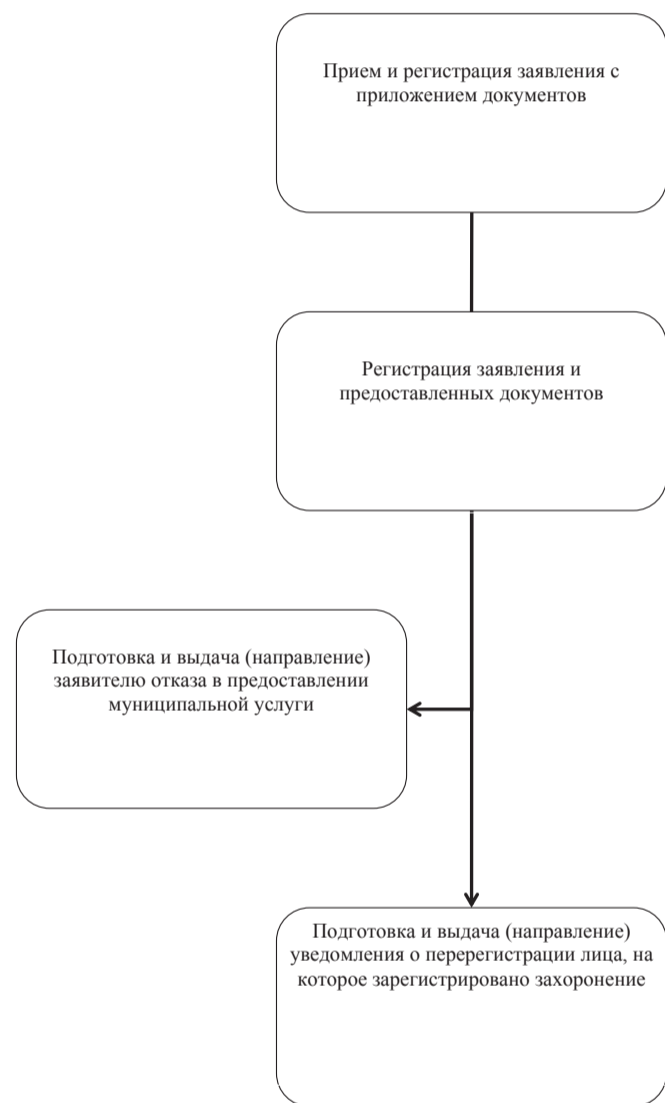 Прием и регистрация заявления с
приложением документов
Регистрация заявления и
предоставленных документов
Подготовка и выдача (направление)
заявителю отказа в предоставлении
муниципальной услуги
Подготовка и выдача (направление)
уведомления о перерегистрации лица, на
которое зарегистрировано захоронение